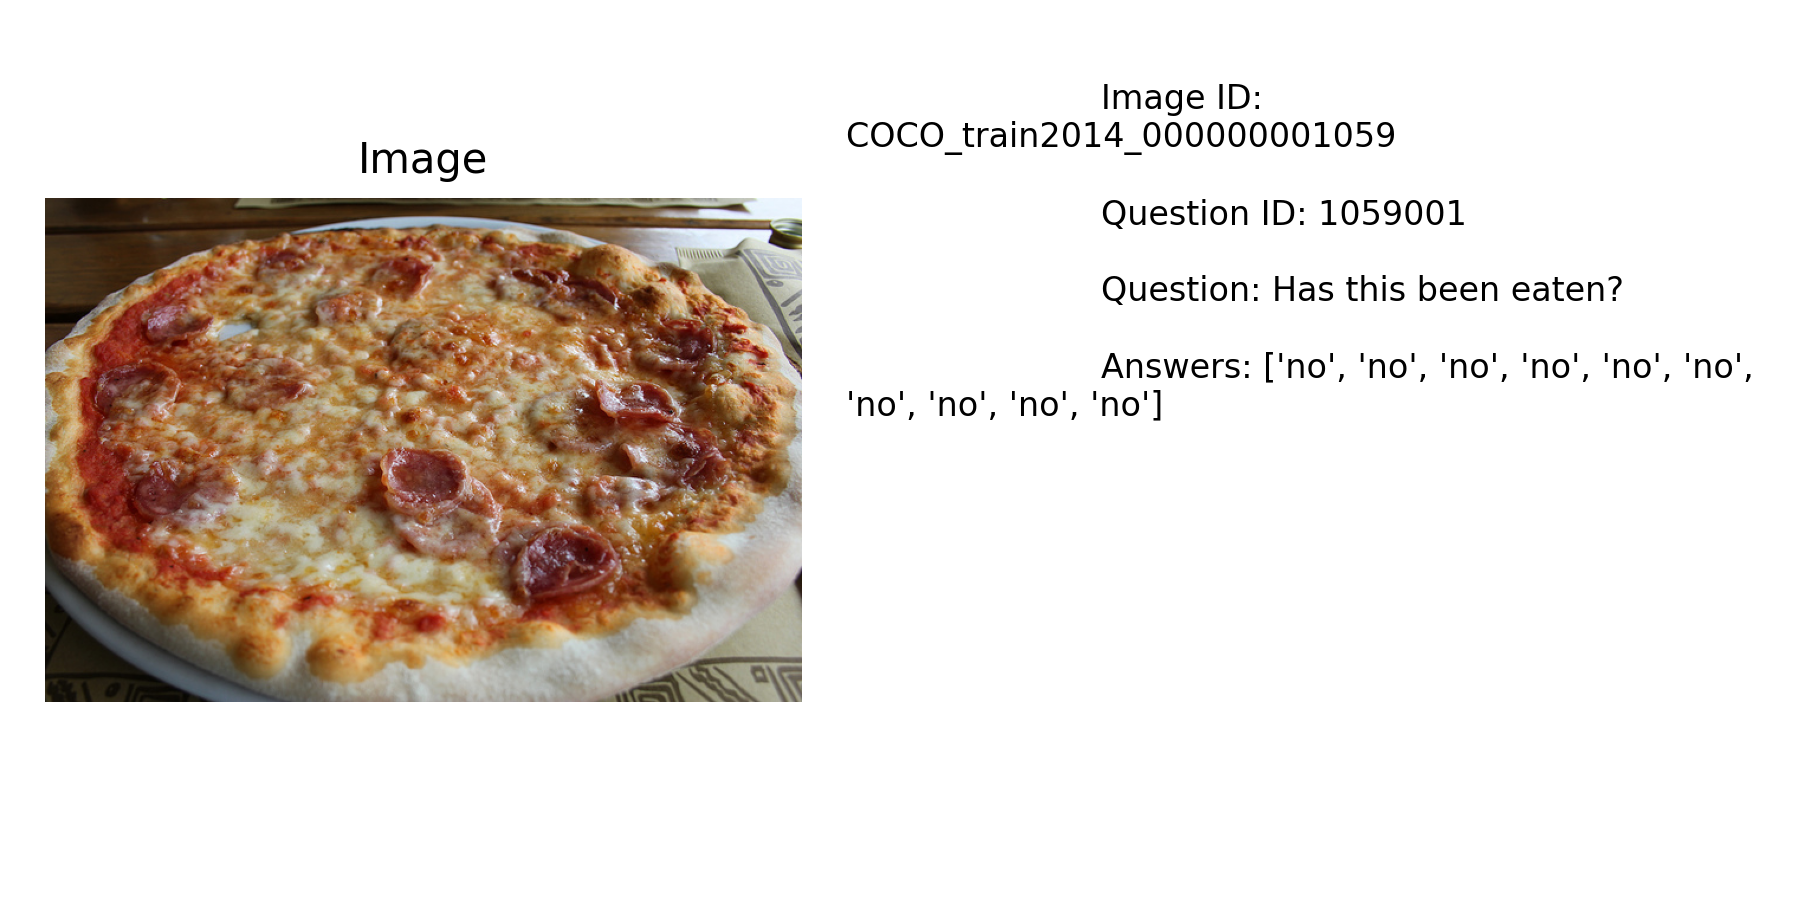 Image
Image ID:
COCO_train2014_000000001059
Question ID: 1059001
Question: Has this been eaten?
Answers: ['no', 'no', 'no', 'no', 'no', 'no',
'no', 'no', 'no', 'no']